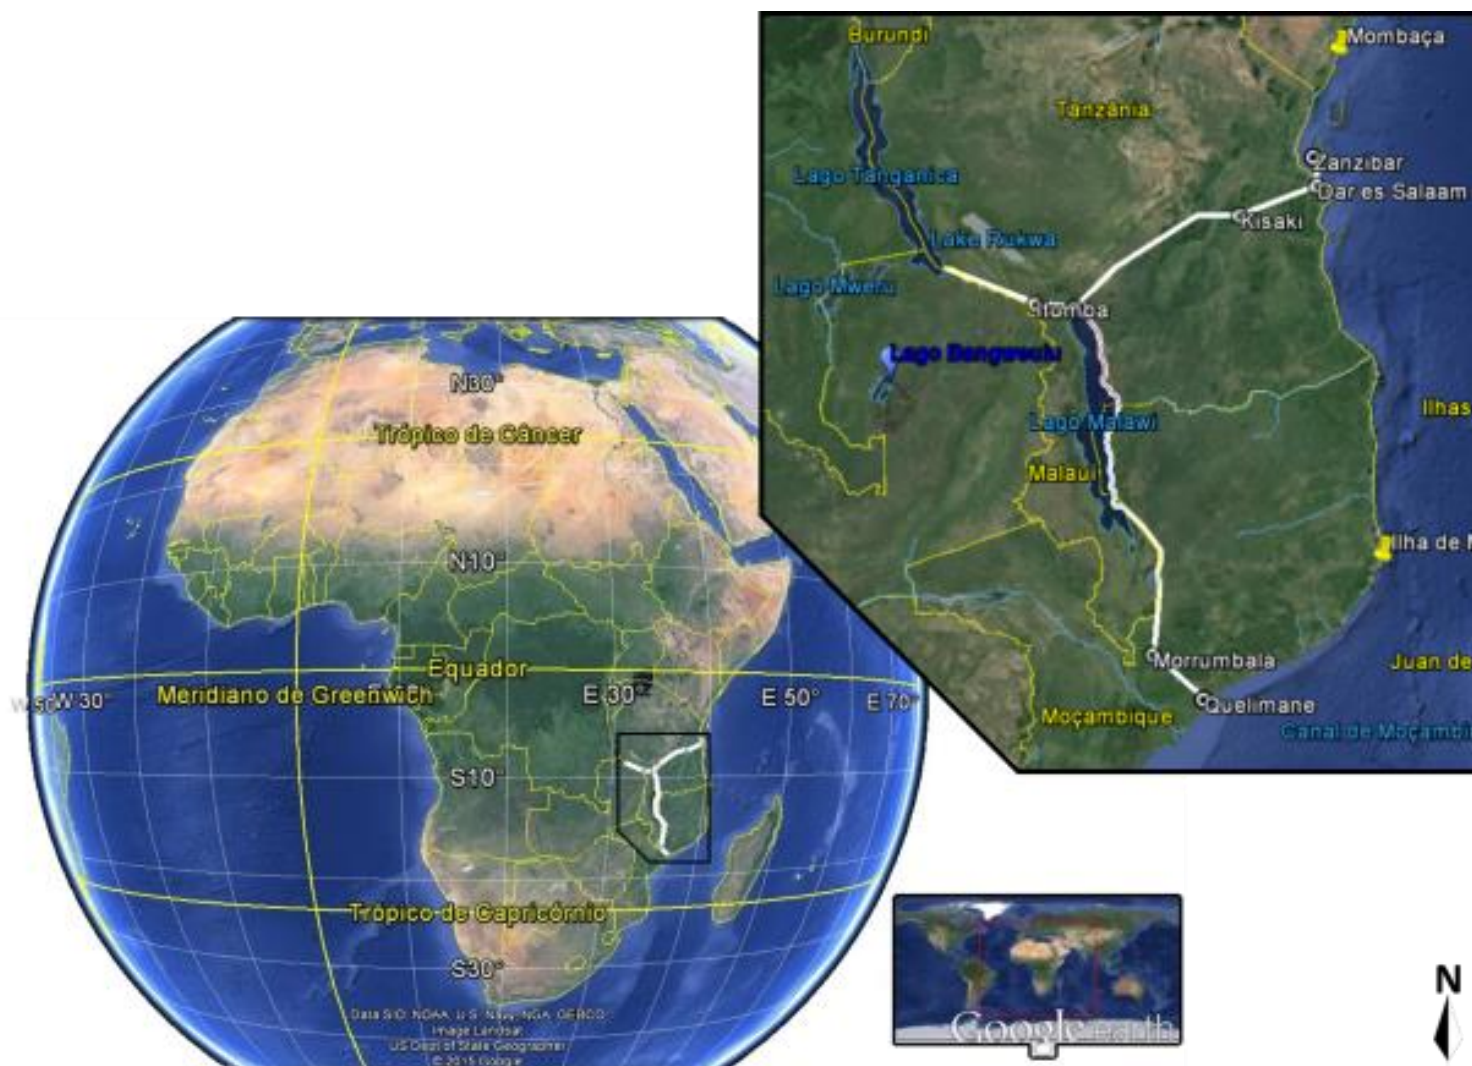 Burundi
Mombaça
Tanzânia
Zanzibar
Lago Tanganica
Dar es Salaam
Kisaki
Lake Rukwa
Lago Mweru
Itumba
Lago Bangweulu
N30°
Ilhas
Lago Malawi
Trópico de Câncer
Malaui
Ilha de M
N10°
Morrumbala
Juan de
Equador
Meridiano de Greenwich
W 30°
E 30°
E 50°
E 70°
Quelimane
Moçambique
Canal de Moçambi
S10°
Trópico de Capricórnio
S30°
N
Data SIO, NOAA, U.S. Navy, NGA, GEBCO
Image Landsat
US Dept of State Geographer
© 2015 Google
Google earth